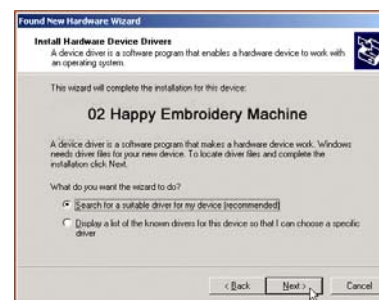 Found New Hardware Wizard
Install Hardware Device Drivers
A device driver is a software program that enables a hardware device to work with
an operating system.
This wizard will complete the installation for this device:
02 Happy Embroidery Machine
A device driver is a software program that makes a hardware device work. Windows
needs driver files for your new device. To locate driver files and complete the
installation click Next.
What do you want the wizard to do?
Search for a suitable driver for my device (recommended)
Display a list of the known drivers for this device so that I can choose a specific
driver
< Back Next > Cancel